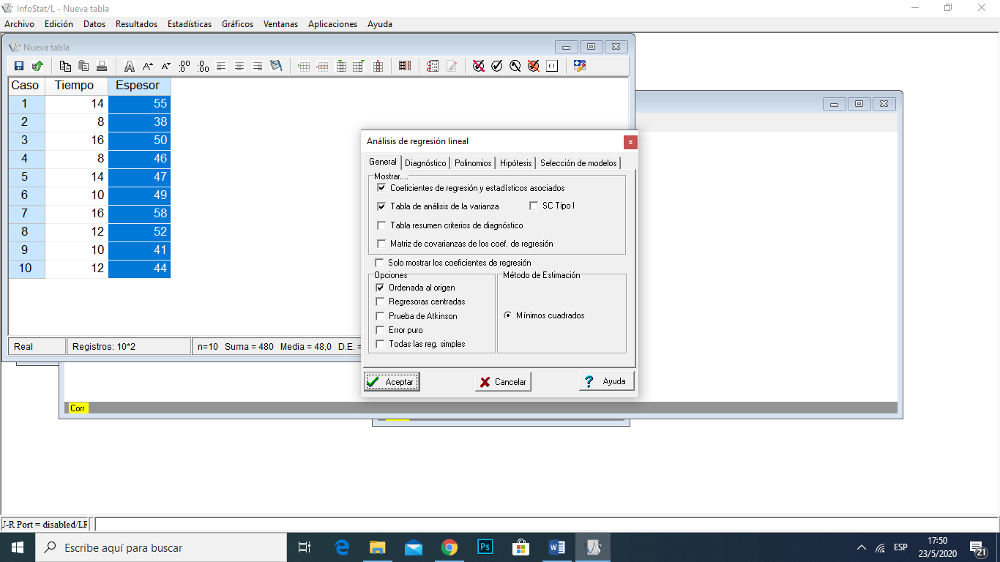 InfoStat/L - Nueva tabla
Archivo Edición Datos Resultados Estadísticas Gráficos Ventanas Aplicaciones Ayuda
Nueva tabla
Caso Tiempo Espesor
1 14 55
2 8 38
3 16 50
4 8 46
5 14 47
6 10 49
7 16 58
8 12 52
9 10 41
10 12 44
Real Registros: 10*2 n=10 Suma = 480 Media = 48,0 D.E. =
Análisis de regresión lineal
General Diagnóstico Polinomios Hipótesis Selección de modelos
Mostrar....
Coeficientes de regresión y estadísticos asociados
Tabla de análisis de la varianza SC Tipo I
Tabla resumen criterios de diagnóstico
Matriz de covarianzas de los coef. de regresión
Solo mostrar los coeficientes de regresión
Opciones
Ordenada al origen
Regresoras centradas
Prueba de Atkinson
Error puro
Todas las reg. simples
Método de Estimación
Mínimos cuadrados
Aceptar Cancelar Ayuda
Corr
J-R Port = disabled/LF
Escribe aquí para buscar
Ps
ESP
17:50
23/5/2020
21